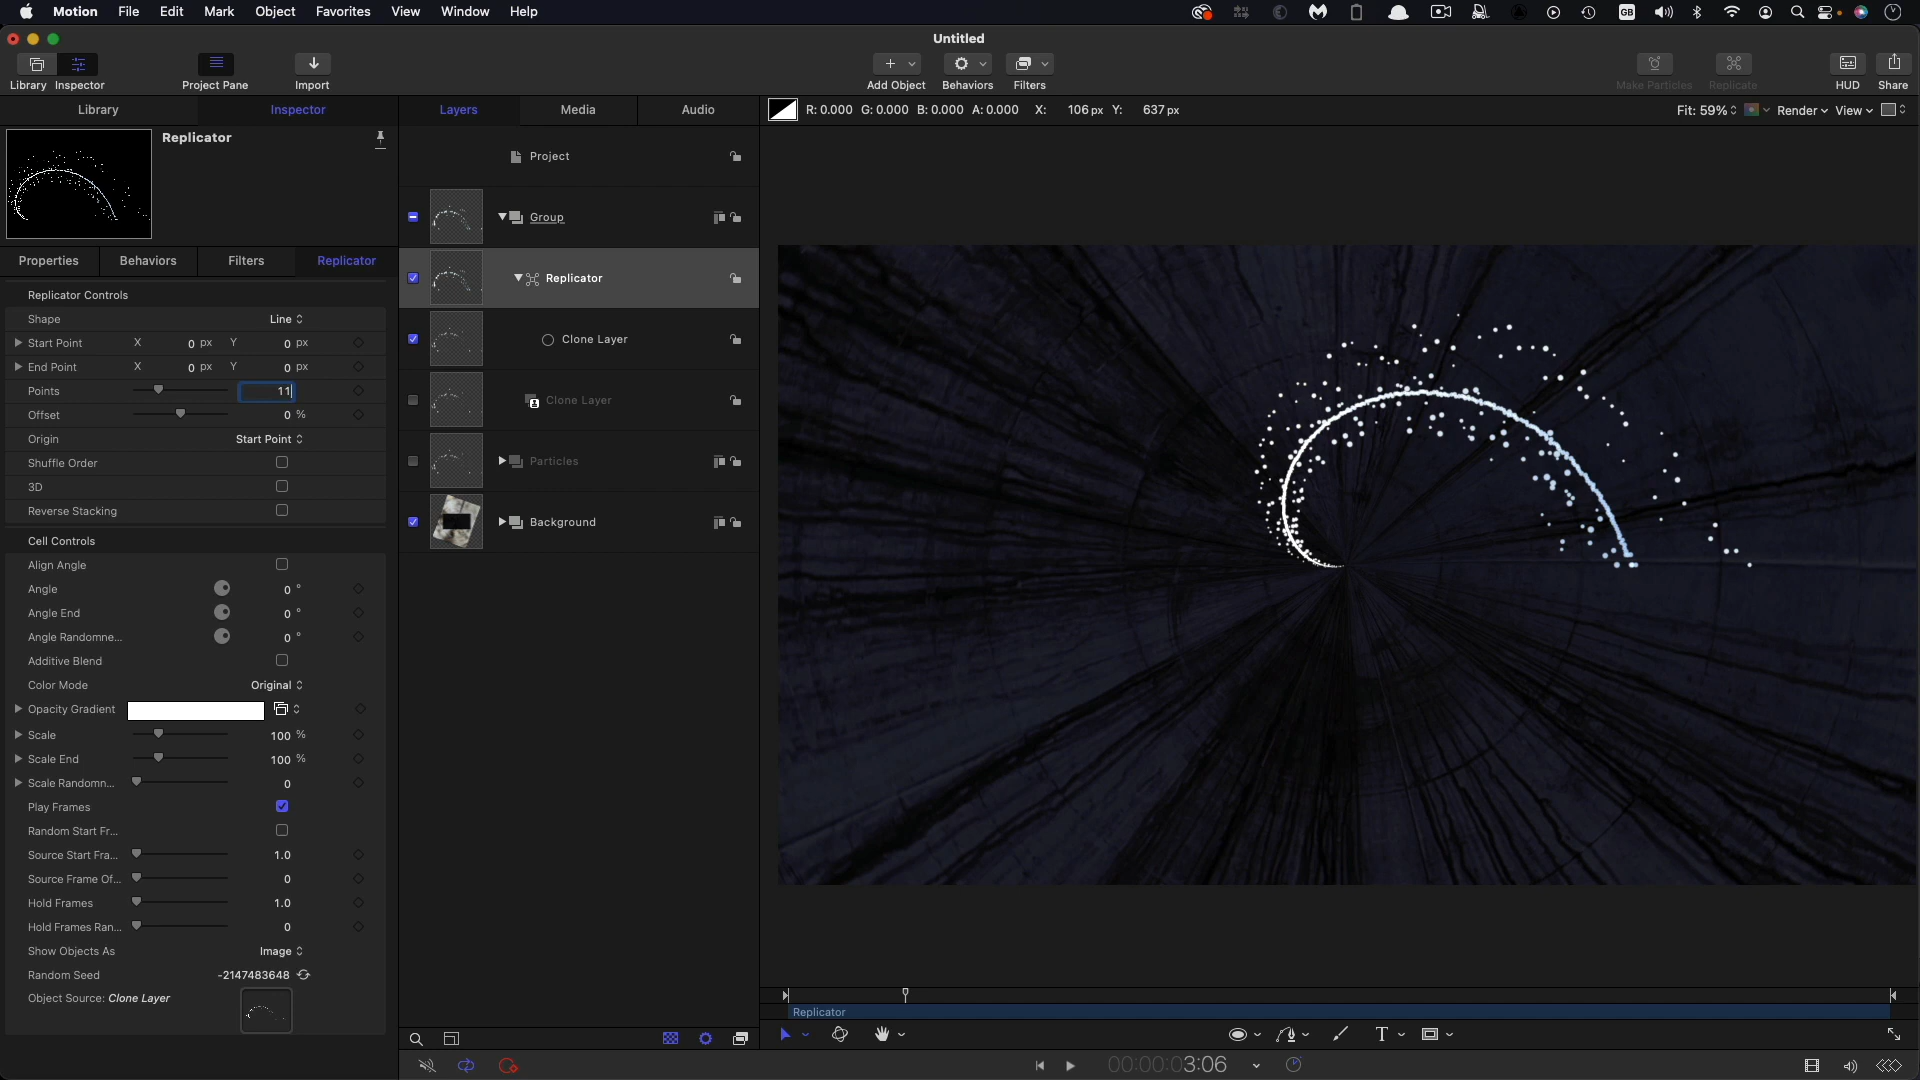 Motion File Edit Mark Object Favorites View Window Help
GB
Untitled
Library Inspector Project Pane Import Add Object Behaviors Filters Make Particles Replicate HUD Share
Library Inspector Layers Media Audio R: 0.000 G: 0.000 B: 0.000 A: 0.000 X: 106 px Y: 637 px Fit: 59% Render View
Replicator
Project
Group
Properties Behaviors Filters Replicator
Replicator
Replicator Controls
Shape Line
Start Point X 0 px Y 0 px
Clone Layer
End Point X 0 px Y 0 px
Points 11
Clone Layer
Offset 0 %
Origin Start Point
Shuffle Order
Particles
3D
Reverse Stacking
Background
Cell Controls
Align Angle
Angle 0 °
Angle End 0 °
Angle Randomne... 0 °
Additive Blend
Color Mode Original
Opacity Gradient
Scale 100 %
Scale End 100 %
Scale Randomn... 0
Play Frames
Random Start Fr...
Source Start Fra... 1.0
Source Frame Of... 0
Hold Frames 1.0
Hold Frames Ran... 0
Show Objects As Image
Random Seed -2147483648
Object Source: Clone Layer
Replicator
T
00:00:03:06